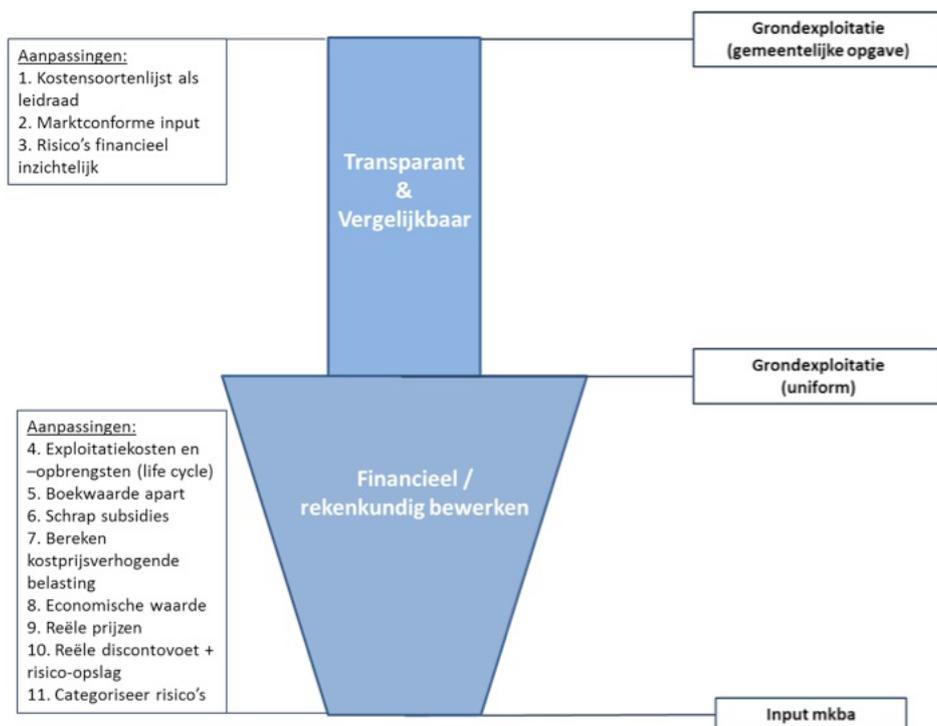 Grondexploitatie
(gemeentelijke opgave)
Aanpassingen:
1. Kostensoortenlijst als
leidraad
2. Marktconforme input
3. Risico's financieel
inzichtelijk
Transparant
&
Vergelijkbaar
Grondexploitatie
(uniform)
Aanpassingen:
4. Exploitatiekosten en
–opbrengsten (life cycle)
5. Boekwaarde apart
6. Schrap subsidies
7. Bereken
kostprijsverhogende
belasting
8. Economische waarde
9. Reële prijzen
10. Reële discontovoet +
risico-opslag
11. Categoriseer risico's
Financieel /
rekenkundig bewerken
Input mkba